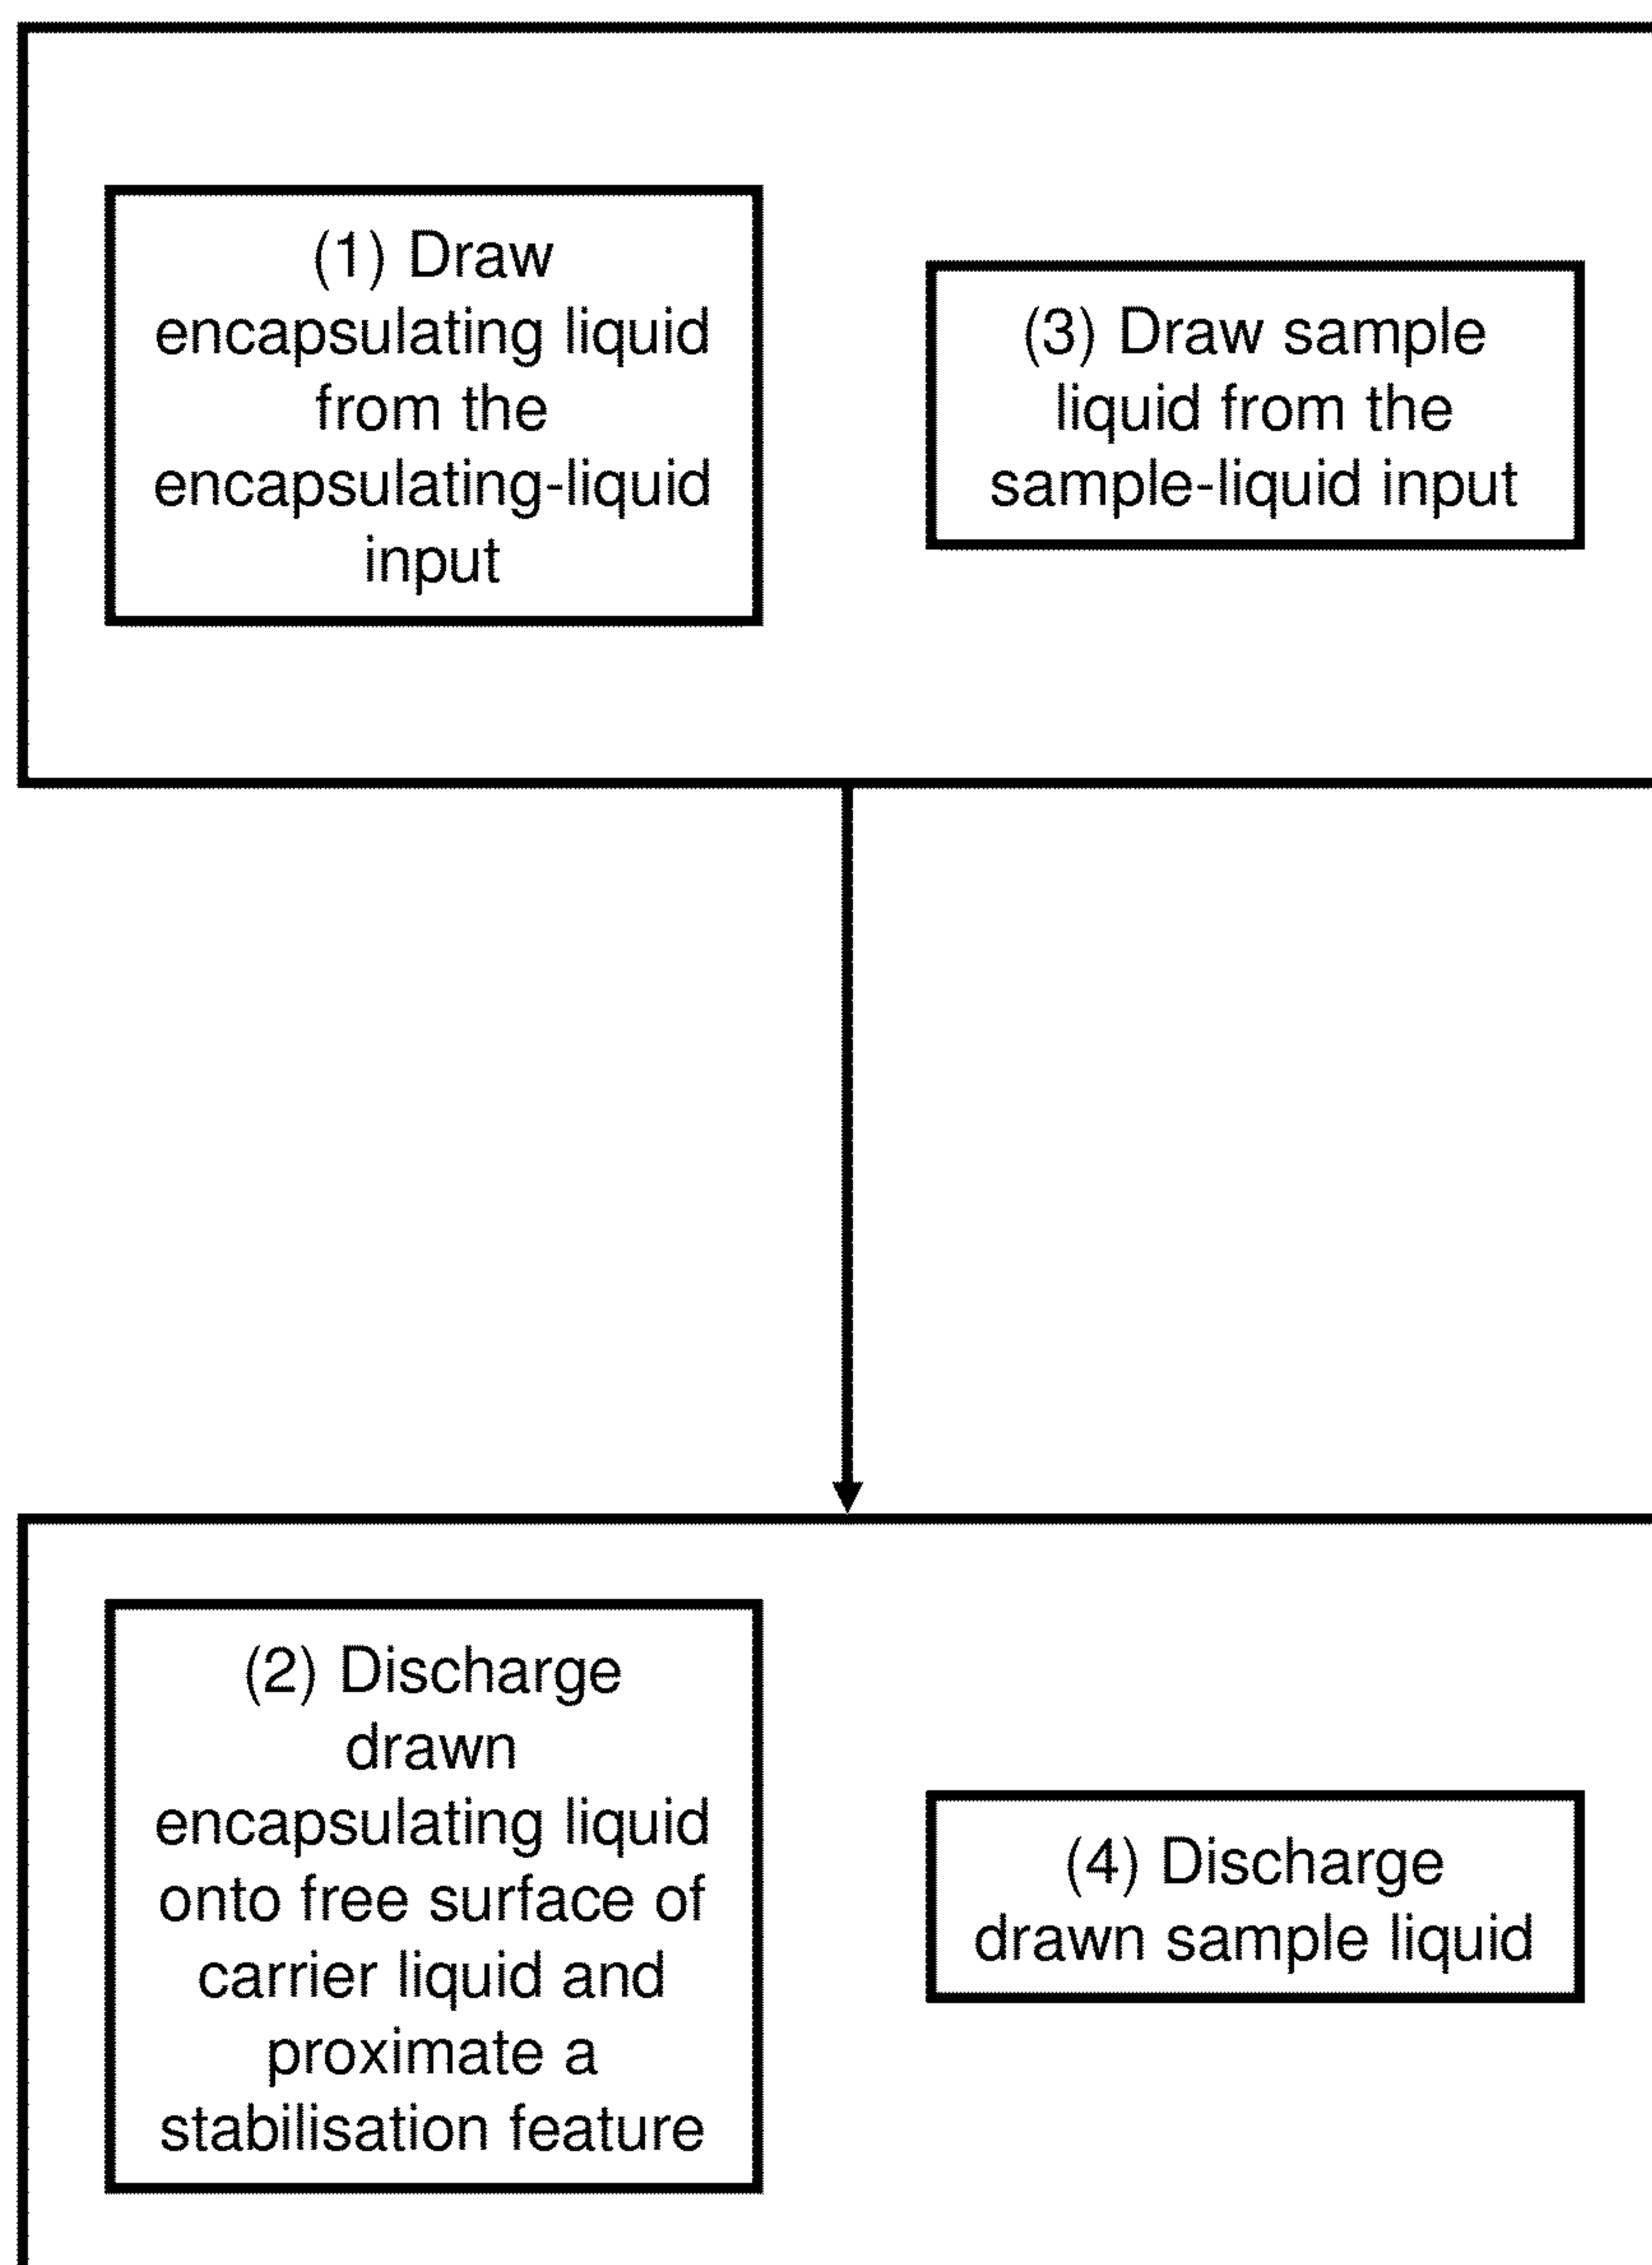 (1) Draw
encapsulating liquid
from the
encapsulating-liquid
input
(3) Draw sample
liquid from the
sample-liquid input
(2) Discharge
drawn
encapsulating liquid
onto free surface of
carrier liquid and
proximate a
stabilisation feature
(4) Discharge
drawn sample liquid